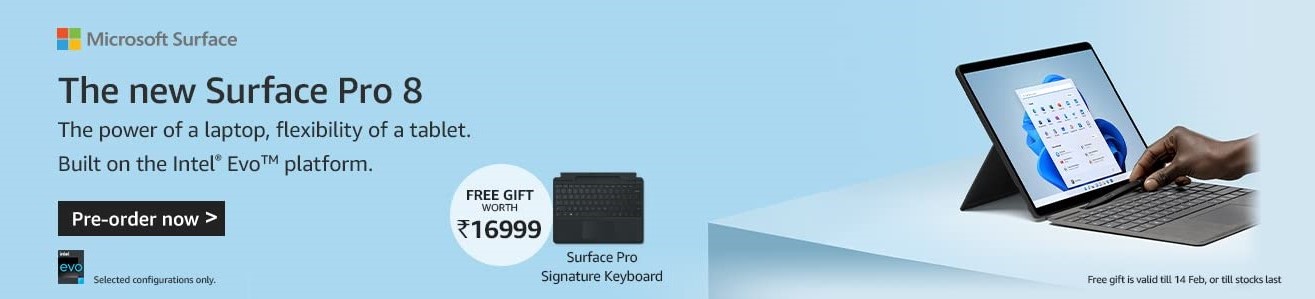 Microsoft Surface
The new Surface Pro 8
The power of a laptop, flexibility of a tablet.
Built on the Intel® Evo™ platform.
Pre-order now >
FREE GIFT
WORTH
₹16999
intel
evo
Selected configurations only.
Surface Pro
Signature Keyboard
Free gift is valid till 14 Feb, or till stocks last